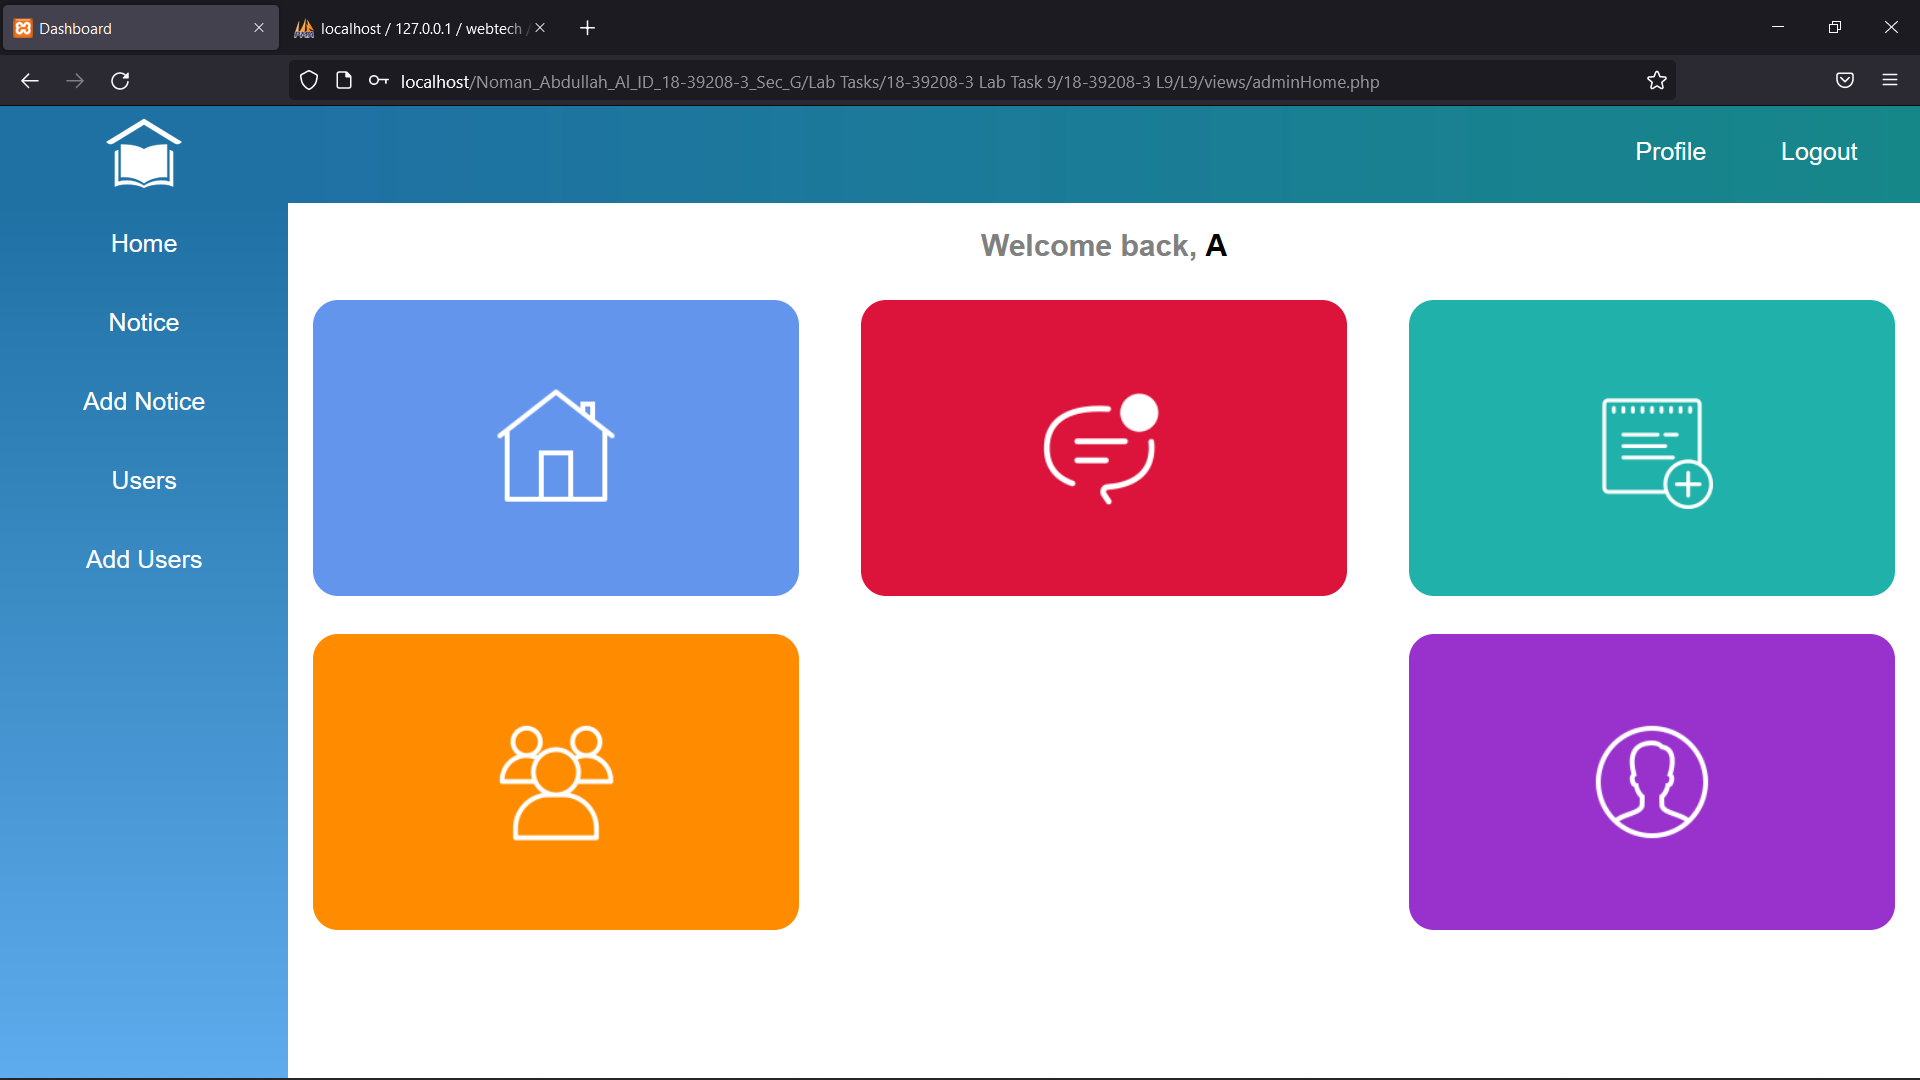 Dashboard
localhost / 127.0.0.1 / webtech /
localhost/Noman_Abdullah_Al_ID_18-39208-3_Sec_G/Lab Tasks/18-39208-3 Lab Task 9/18-39208-3 L9/L9/views/adminHome.php
Profile Logout
Home
Notice
Add Notice
Users
Add Users
Welcome back, A